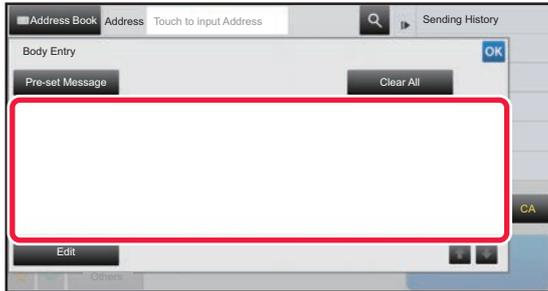 Address Book Address Touch to input Address Sending History
Body Entry OK
Pre-set Message Clear All
CA
Edit
Others